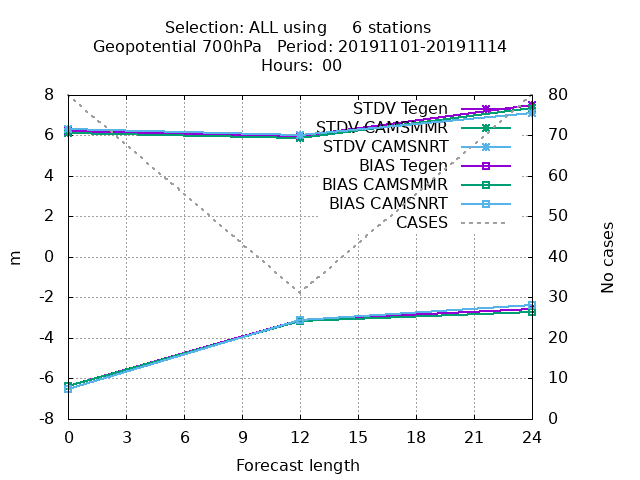 Selection: ALL using     6 stations
Geopotential 700hPa   Period: 20191101-20191114
Hours: 00
8
6
4
2
0
-2
-4
-6
-8
m
80
70
60
50
40
30
20
10
0
No cases
STDV Tegen
STDV CAMSMMR
STDV CAMSNRT
BIAS Tegen
BIAS CAMSMMR
BIAS CAMSNRT
CASES
0 3 6 9 12 15 18 21 24
Forecast length